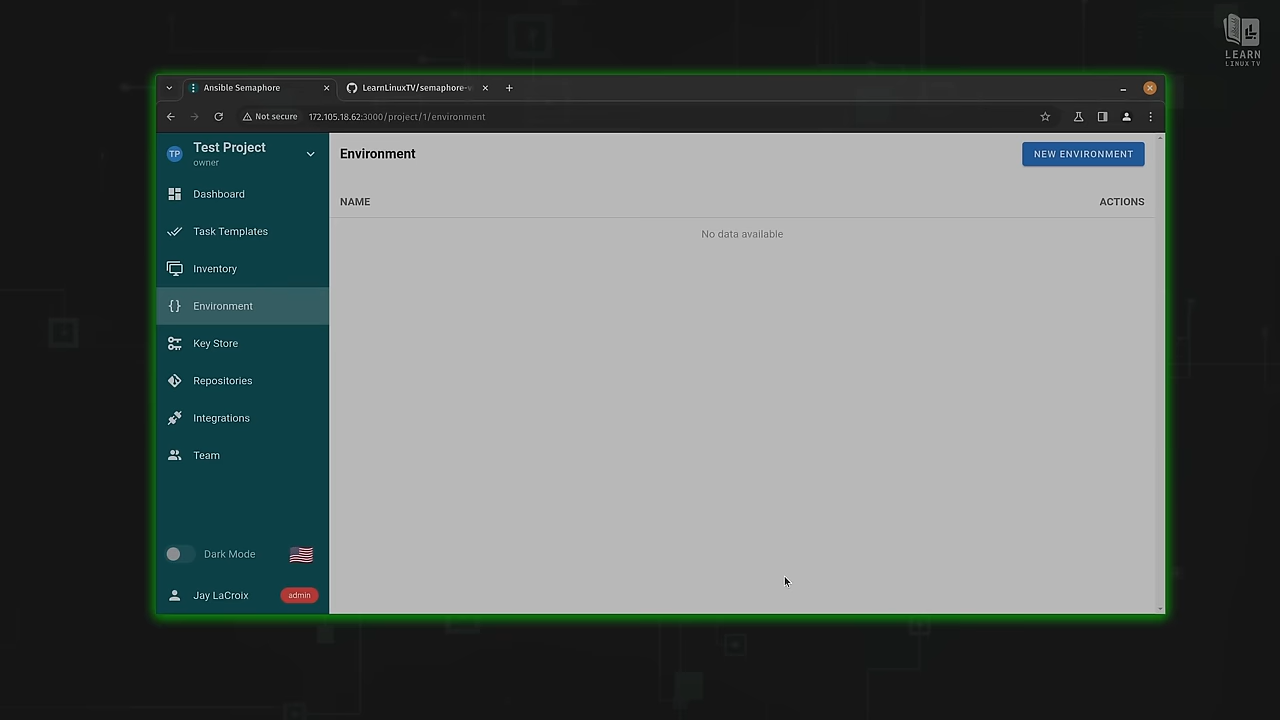 LEARN
LINUX TV
Ansible Semaphore
LearnLinuxTV/semaphore-v
Not secure
172.105.18.62:3000/project/1/environment
TP
Test Project
owner
Dashboard
Task Templates
Inventory
Environment
Key Store
Repositories
Integrations
Team
Dark Mode
Jay LaCroix
admin
Environment
NEW ENVIRONMENT
NAME
ACTIONS
No data available